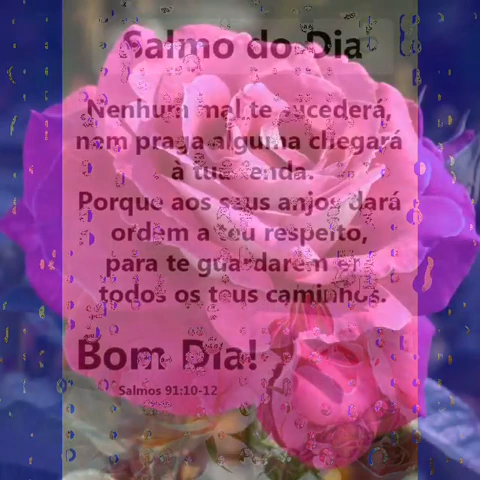 Salmo do Dia
Nenhum mal te sucederá,
nem praga alguma chegará
à tua tenda.
Porque aos seus anjos dará
ordem a teu respeito,
para te guardarem em
todos os teus caminhos.
Bom Dia!
Salmos 91:10-12